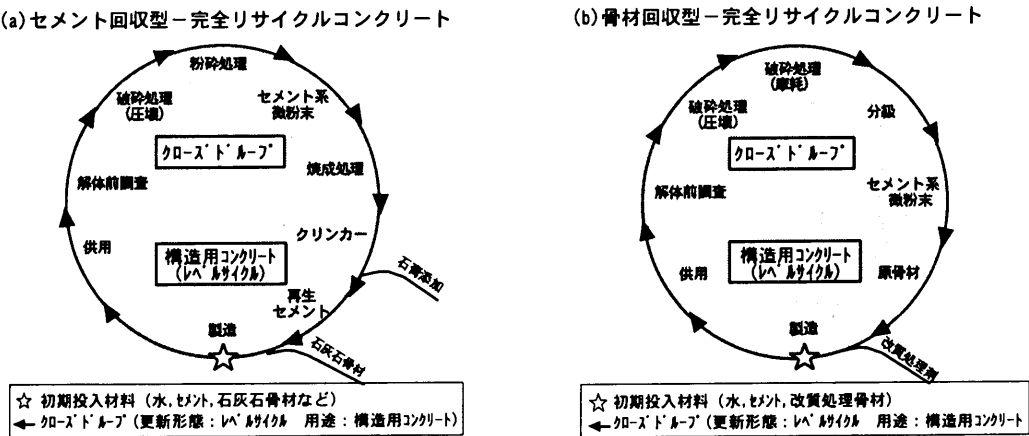 (a)セメント回収型－完全リサイクルコンクリート
粉砕処理
破砕処理
(圧壊)
セメント系
微粉末
クローズドループ
解体前調査
焼成処理
クリンカー
供用
構造用コンクリート
(レベルサイクル)
石膏添加
再生
セメント
製造
石灰石骨材
☆ 初期投入材料（水,セメント,石灰石骨材など）
← クローズドループ（更新形態：レベルサイクル 用途：構造用コンクリート)
(b)骨材回収型－完全リサイクルコンクリート
破砕処理
(摩耗)
破砕処理
(圧壊)
分級
クローズドループ
解体前調査
セメント系
微粉末
構造用コンクリート
(レベルサイクル)
供用
原骨材
製造
改質処理剤
☆ 初期投入材料（水,セメント,改質処理骨材）
←クローズドループ（更新形態：レベルサイクル 用途：構造用コンクリート